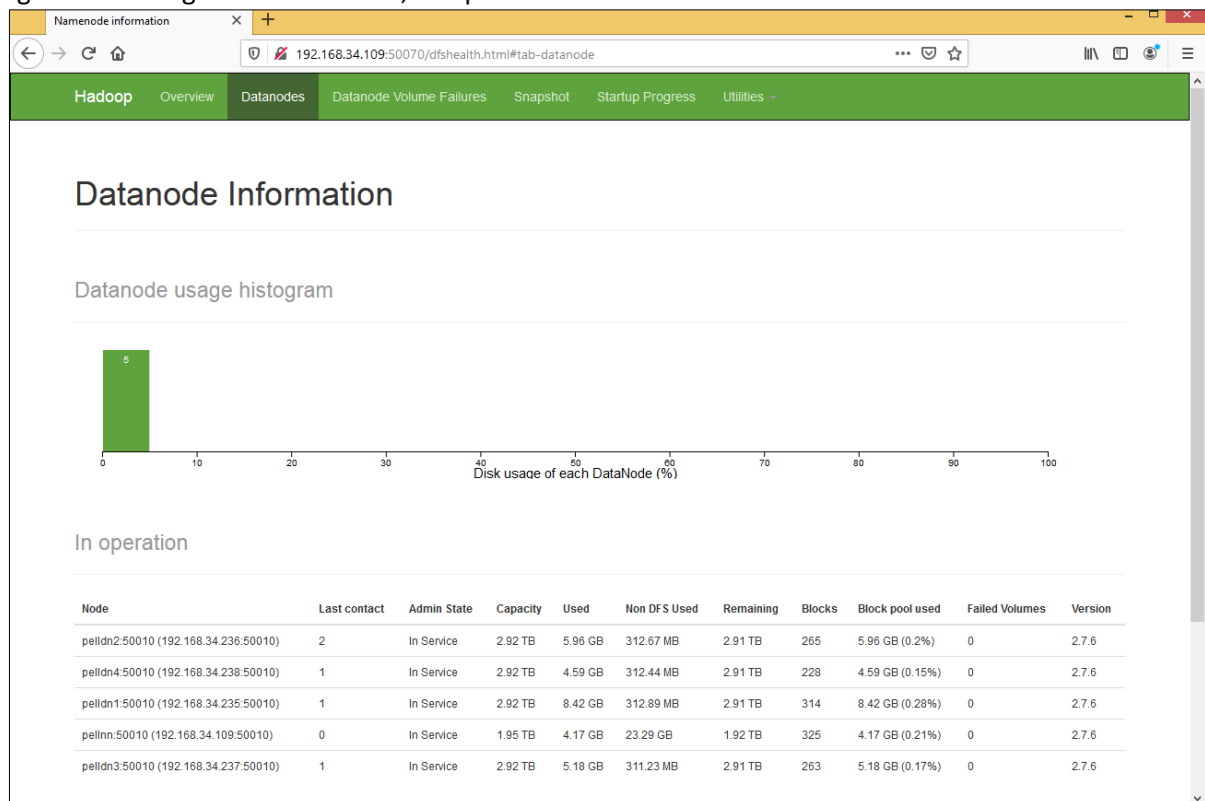 Namenode information
192.168.34.109:50070/dfshealth.html#tab-datanode
Hadoop Overview Datanodes Datanode Volume Failures Snapshot Startup Progress Utilities
Datanode Information
Datanode usage histogram
5
0 10 20 30 40 50 60 70 80 90 100
Disk usage of each DataNode (%)
In operation
Node Last contact Admin State Capacity Used Non DFS Used Remaining Blocks Block pool used Failed Volumes Version
pelldn2:50010 (192.168.34.236:50010) 2 In Service 2.92 TB 5.96 GB 312.67 MB 2.91 TB 265 5.96 GB (0.2%) 0 2.7.6
pelldn4:50010 (192.168.34.238:50010) 1 In Service 2.92 TB 4.59 GB 312.44 MB 2.91 TB 228 4.59 GB (0.15%) 0 2.7.6
pelldn1:50010 (192.168.34.235:50010) 1 In Service 2.92 TB 8.42 GB 312.89 MB 2.91 TB 314 8.42 GB (0.28%) 0 2.7.6
pellnn:50010 (192.168.34.109:50010) 0 In Service 1.95 TB 4.17 GB 23.29 GB 1.92 TB 325 4.17 GB (0.21%) 0 2.7.6
pelldn3:50010 (192.168.34.237:50010) 1 In Service 2.92 TB 5.18 GB 311.23 MB 2.91 TB 263 5.18 GB (0.17%) 0 2.7.6